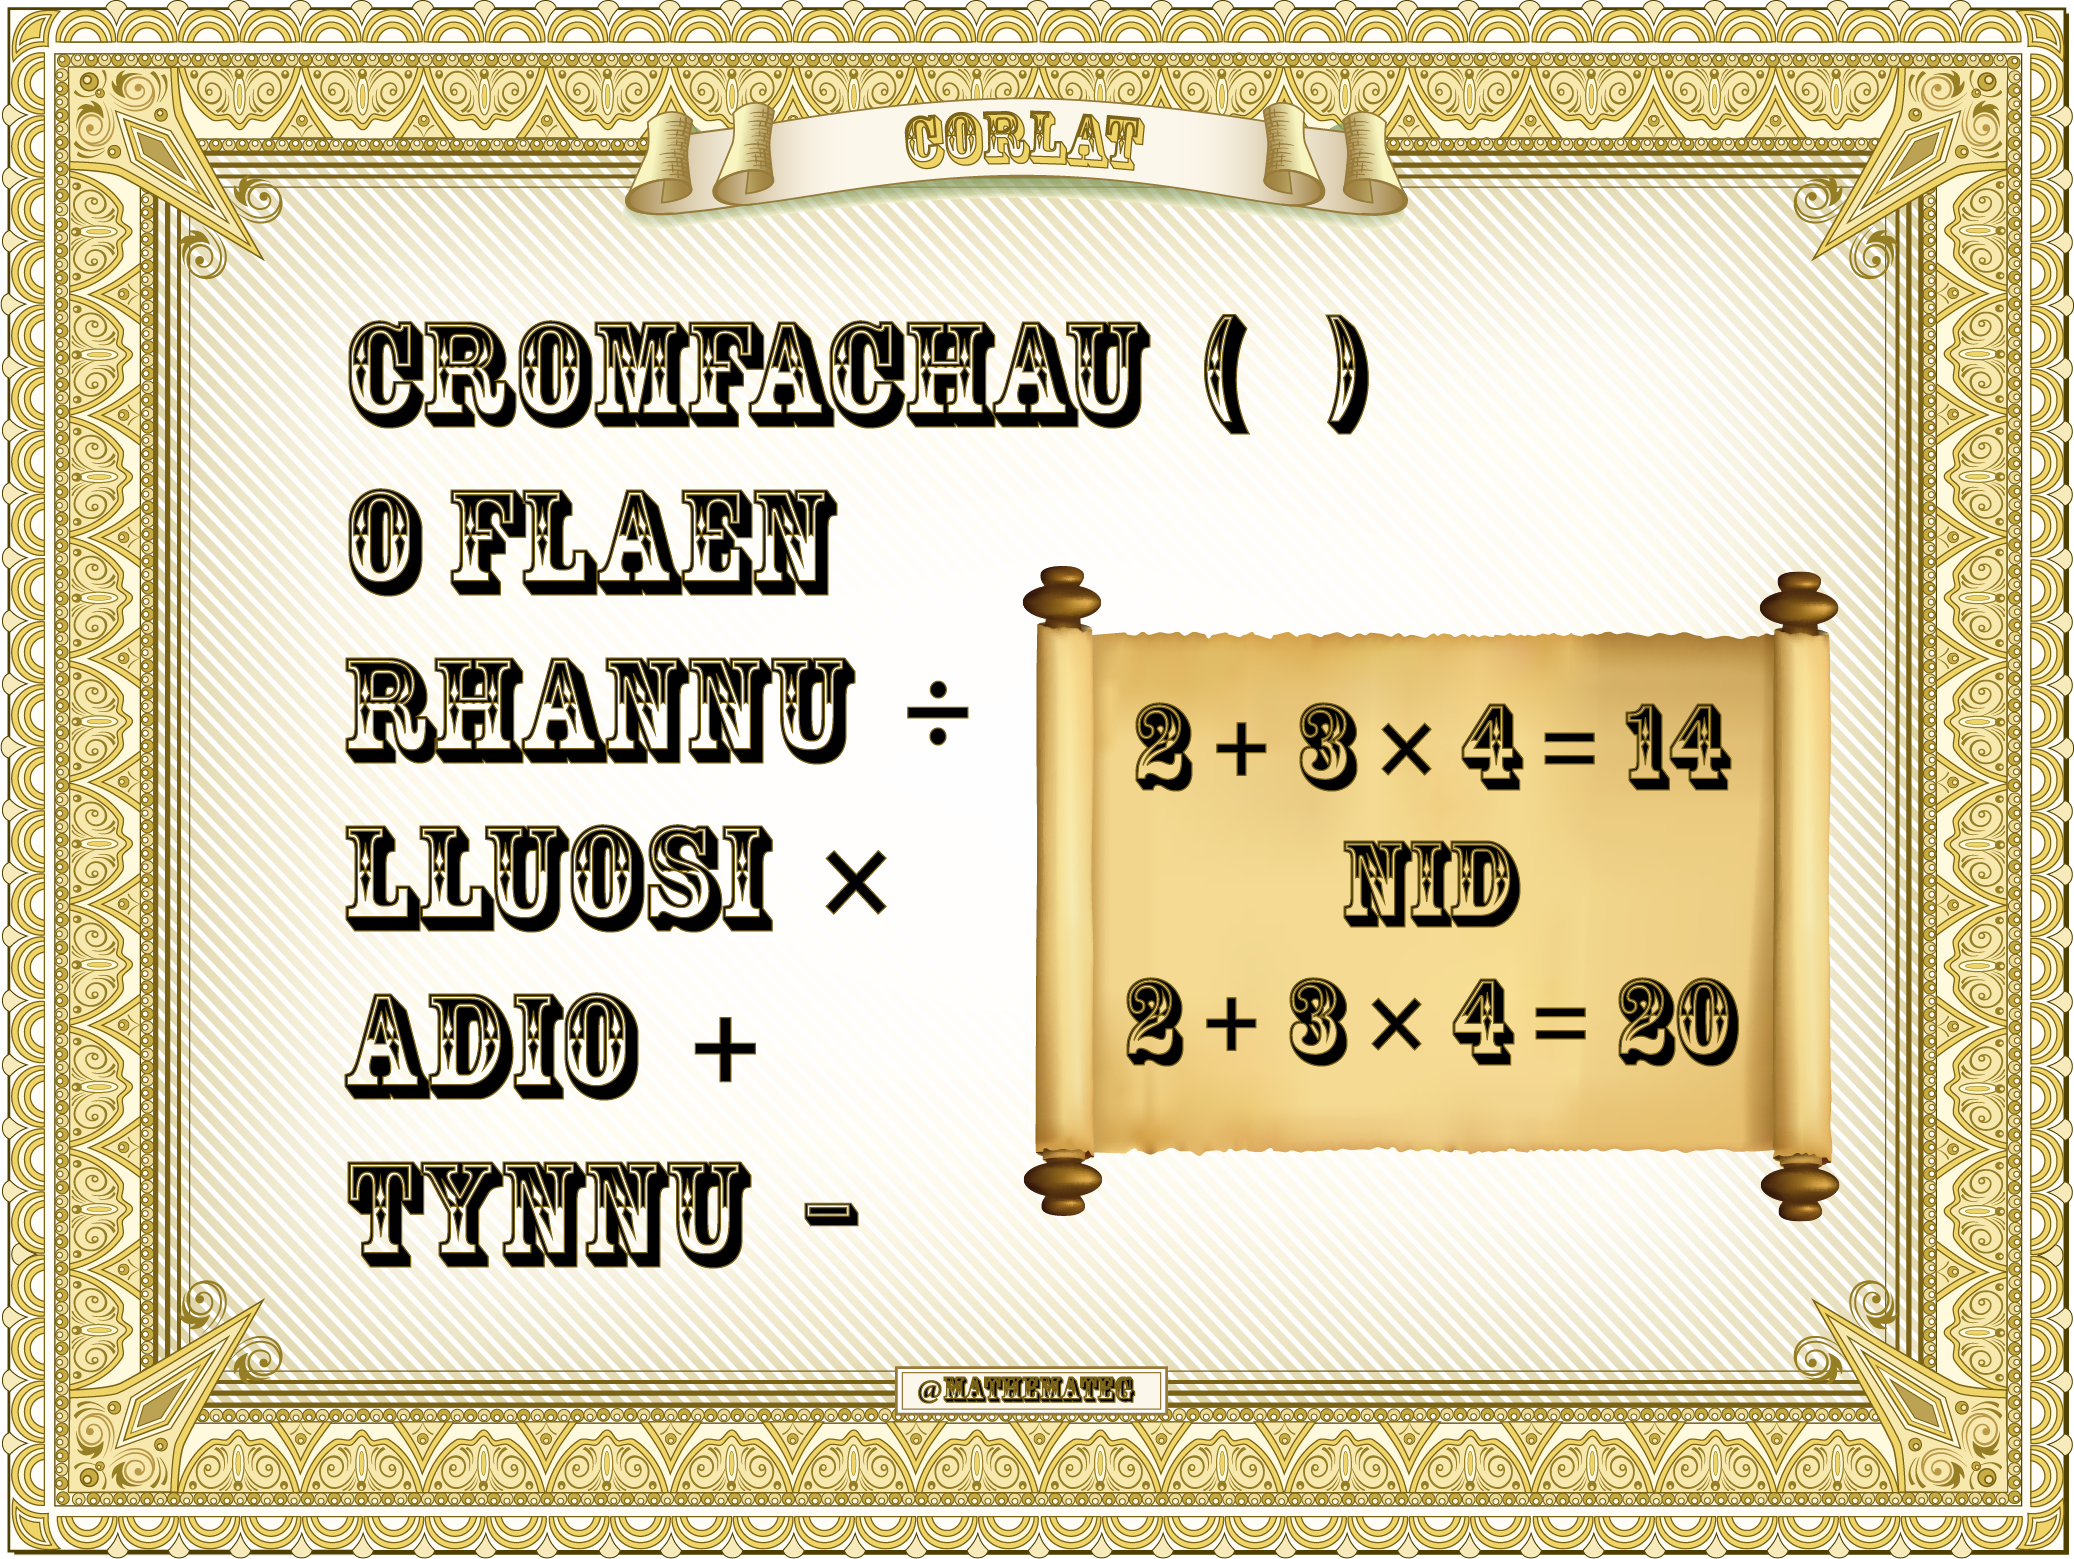 CORLAT
CROMFACHAU ( )
O FLAEN
RHANNU ÷
LLUOSI ×
ADIO +
TYNNU -
2 + 3 × 4 = 14
NID
2 + 3 × 4 = 20
@MATHEMATEG